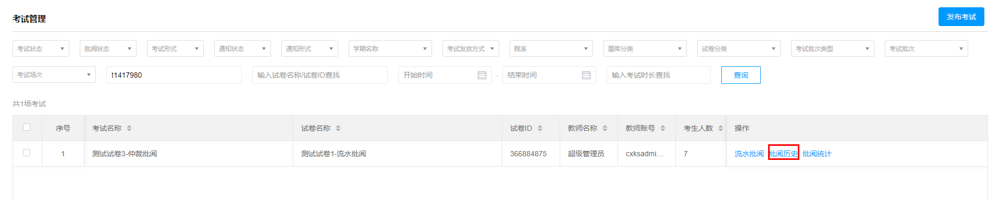 考试管理
发布考试
考试状态 批阅状态 考试形式 通知状态 通知形式 学期名称 考试发放方式 院系 题库分类 试卷分类 考试批次类型 考试批次
考试场次 t1417980 输入试卷名称/试卷ID查找 开始时间 - 结束时间 输入考试时长查找 查询
共1场考试
序号 考试名称 试卷名称 试卷ID 教师名称 教师账号 考生人数 操作
1 测试试卷3-仲裁批阅 测试试卷1-流水批阅 366884875 超级管理员 cxksadmi... 7 流水批阅 批阅历史 批阅统计